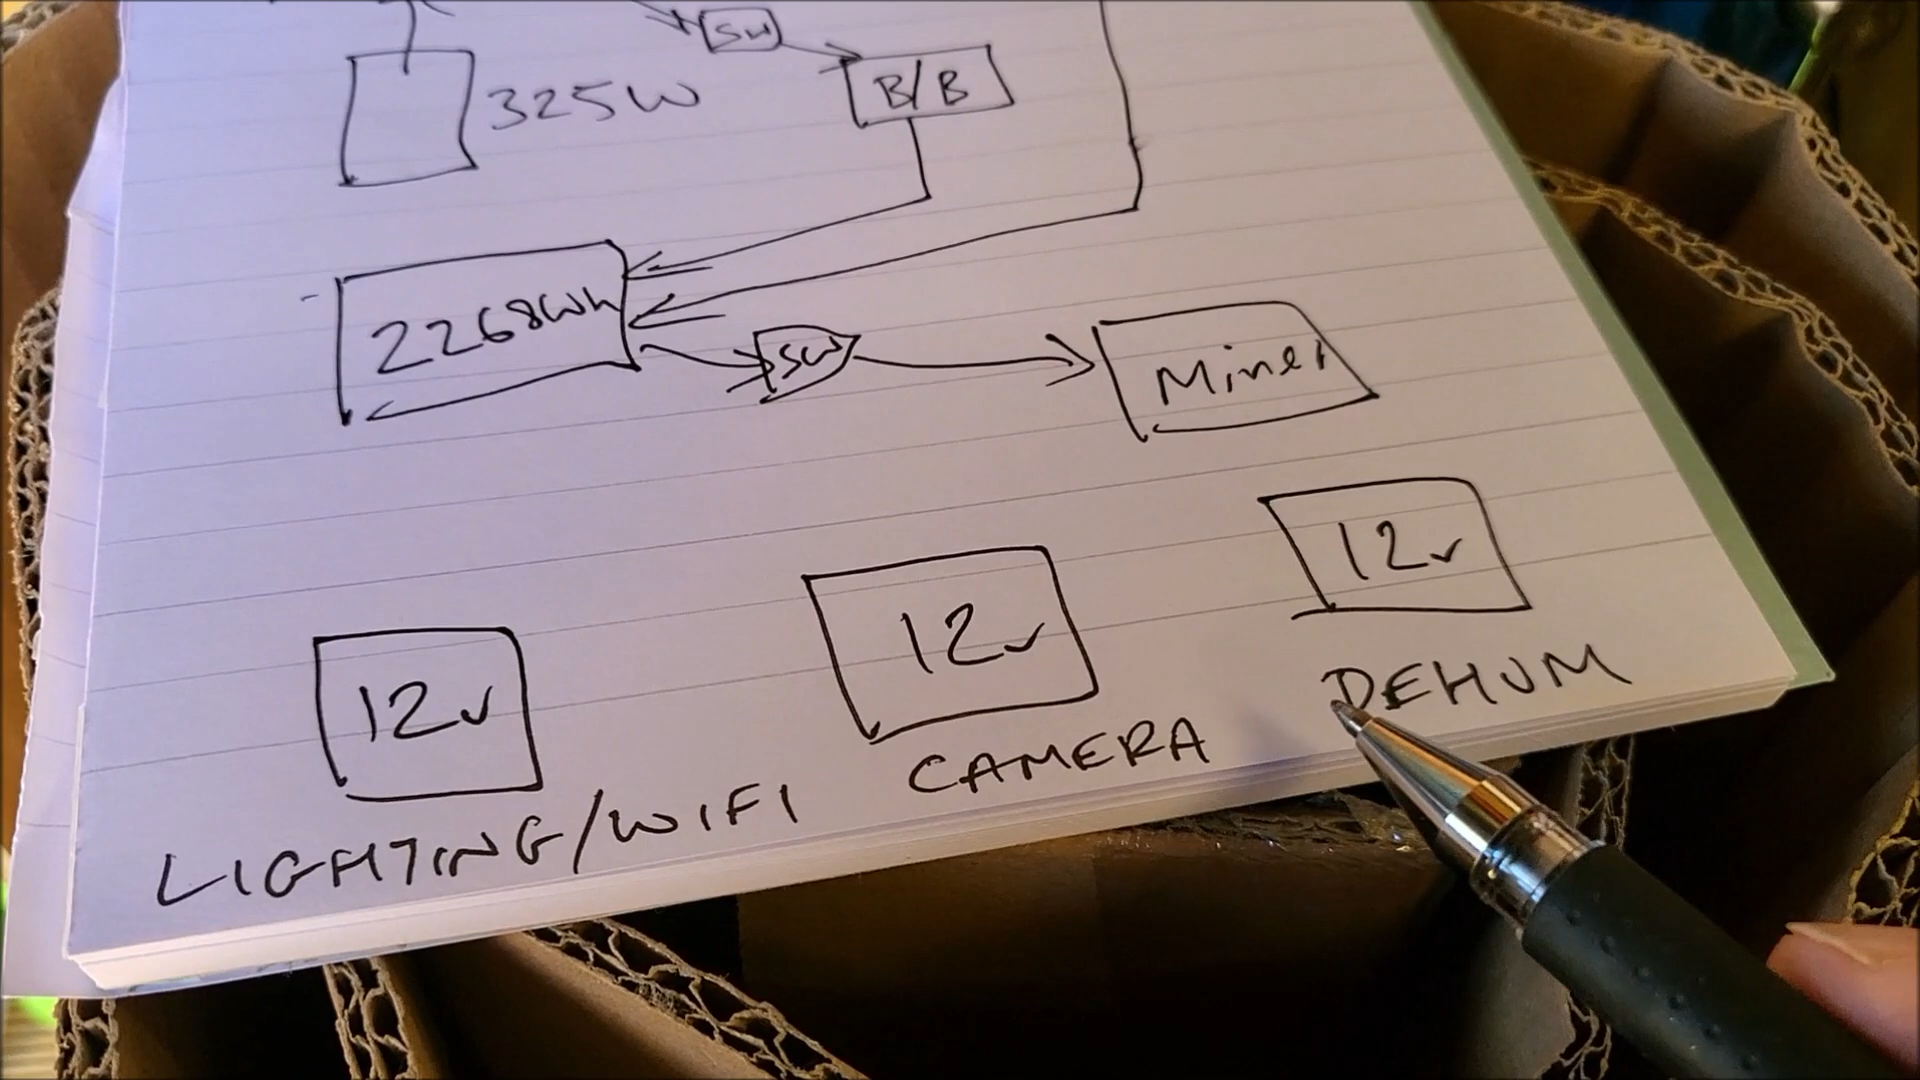 SW
325W
B/B
2268Wh
SW
Miner
12v
12v
12v
LIGHTING/WIFI
CAMERA
DEHUM